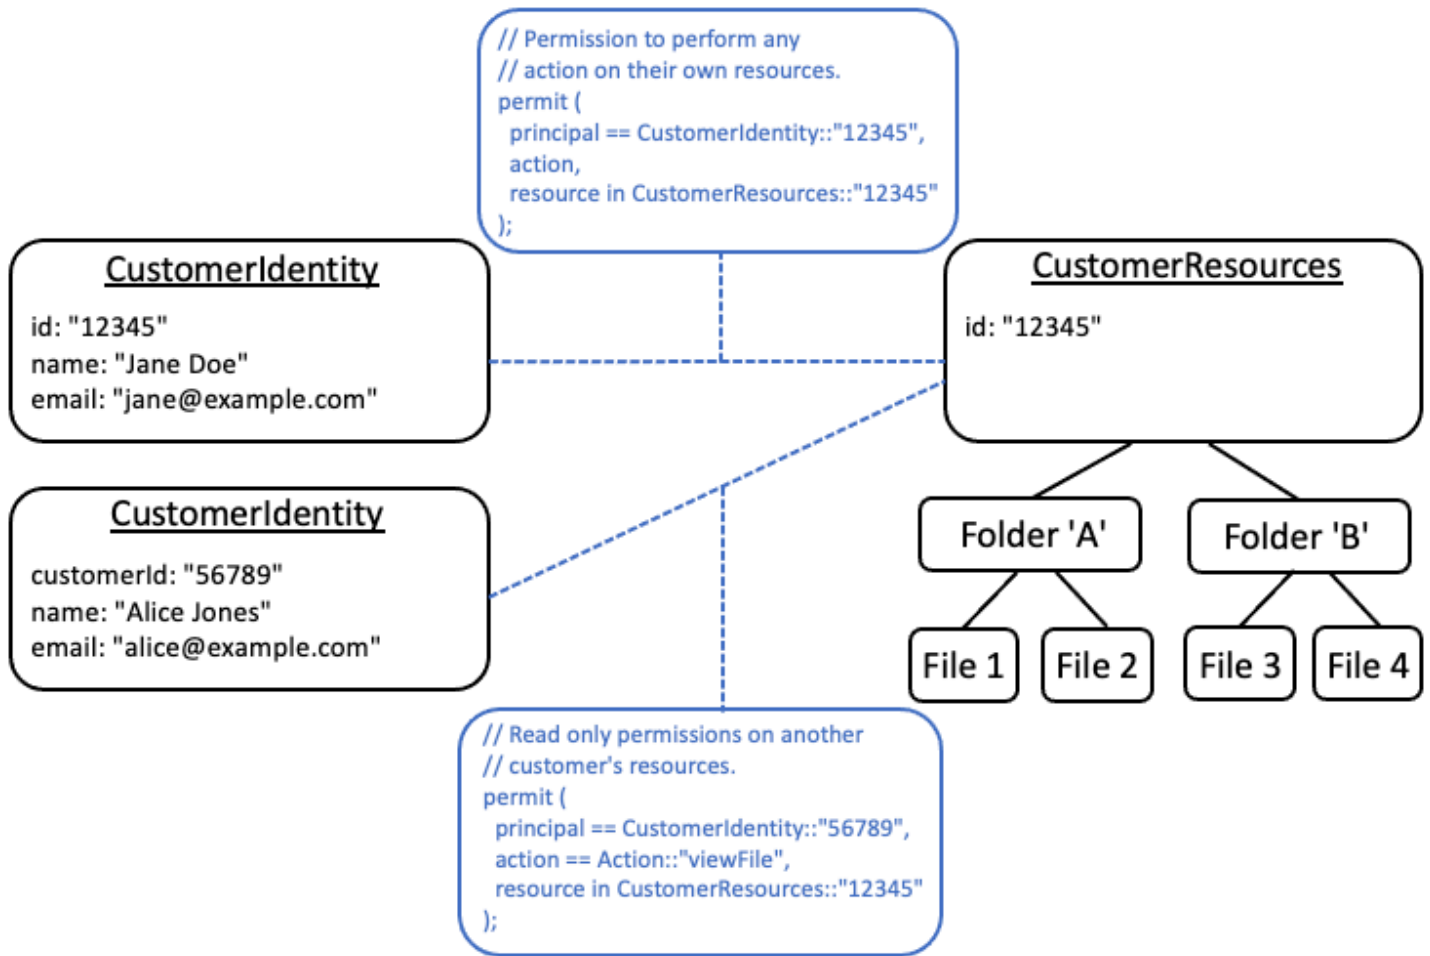 // Permission to perform any
// action on their own resources.
permit (
principal == CustomerIdentity::"12345",
action,
resource in CustomerResources::"12345"
);
CustomerIdentity
id: "12345"
name: "Jane Doe"
email: "jane@example.com"
CustomerResources
id: "12345"
CustomerIdentity
customerId: "56789"
name: "Alice Jones"
email: "alice@example.com"
Folder 'A'
Folder 'B'
File 1
File 2
File 3
File 4
// Read only permissions on another
// customer's resources.
permit (
principal == CustomerIdentity::"56789",
action == Action::"viewFile",
resource in CustomerResources::"12345"
);